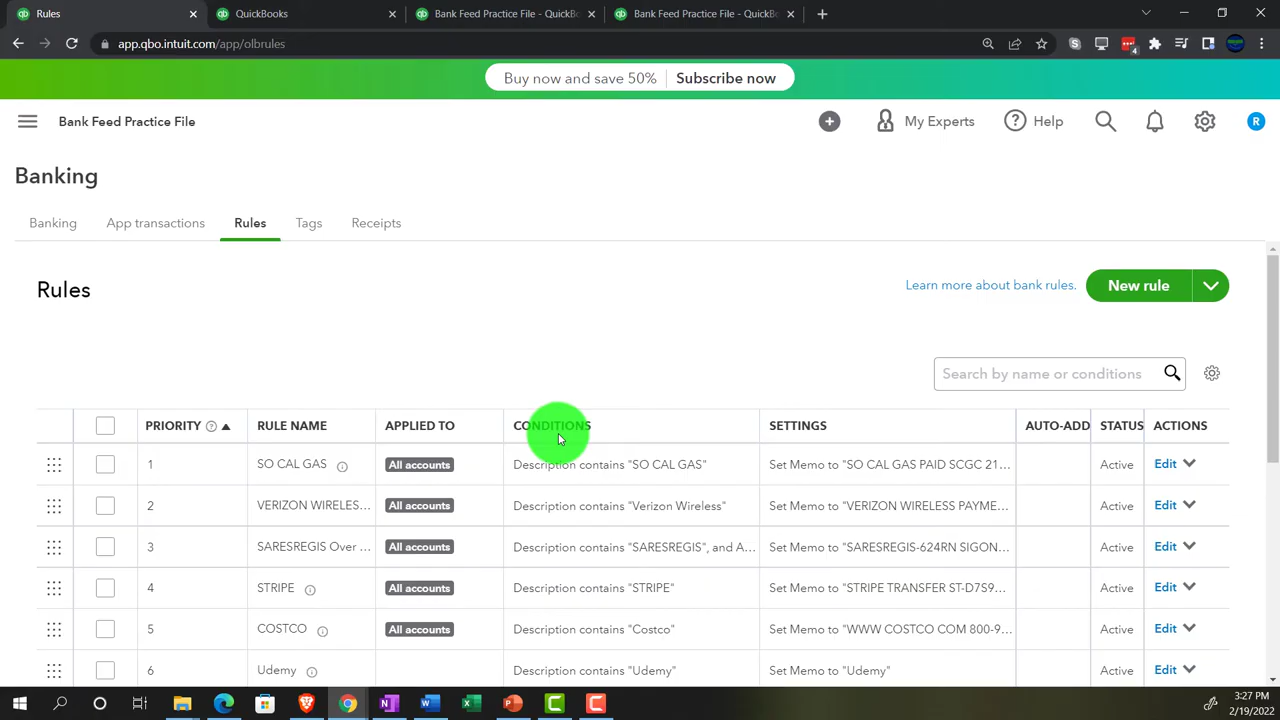 Rules
QuickBooks
Bank Feed Practice File - QuickBo
Bank Feed Practice File - QuickBo
app.qbo.intuit.com/app/olbrules
4
Buy now and save 50% Subscribe now
Bank Feed Practice File
My Experts
Help
R
Banking
Banking App transactions Rules Tags Receipts
Rules
Learn more about bank rules.
New rule
Search by name or conditions
PRIORITY RULE NAME APPLIED TO CONDITIONS SETTINGS AUTO-ADD STATUS ACTIONS
1 SO CAL GAS All accounts Description contains "SO CAL GAS" Set Memo to "SO CAL GAS PAID SCGC 21... Active Edit
2 VERIZON WIRELES... All accounts Description contains "Verizon Wireless" Set Memo to "VERIZON WIRELESS PAYME... Active Edit
3 SARESREGIS Over ... All accounts Description contains "SARESREGIS", and A... Set Memo to "SARESREGIS-624RN SIGON... Active Edit
4 STRIPE All accounts Description contains "STRIPE" Set Memo to "STRIPE TRANSFER ST-D7S9... Active Edit
5 COSTCO All accounts Description contains "Costco" Set Memo to "WWW COSTCO COM 800-9... Active Edit
6 Udemy Description contains "Udemy" Set Memo to "Udemy" Active Edit
3:27 PM
2/19/2022